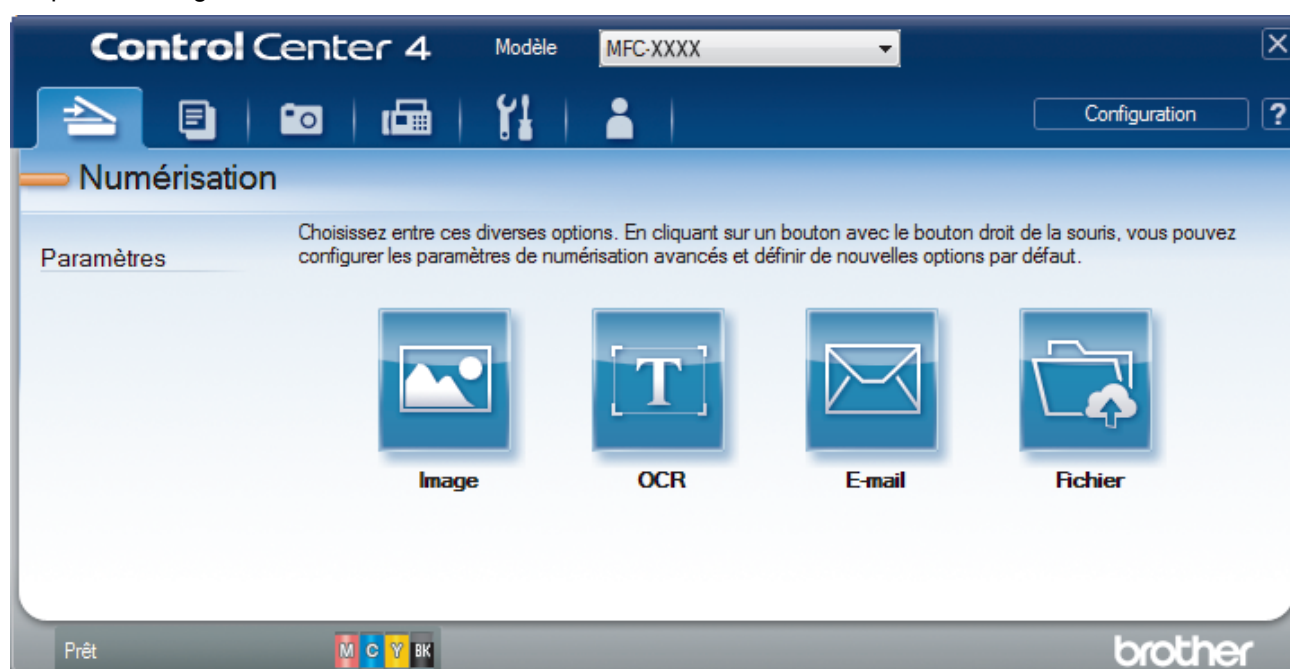 Control Center 4
Modèle
MFC-XXXX
Configuration
?
Numérisation
Paramètres
Choisissez entre ces diverses options. En cliquant sur un bouton avec le bouton droit de la souris, vous pouvez
configurer les paramètres de numérisation avancés et définir de nouvelles options par défaut.
T
Image
OCR
E-mail
Fichier
Prêt
M C Y BK
brother